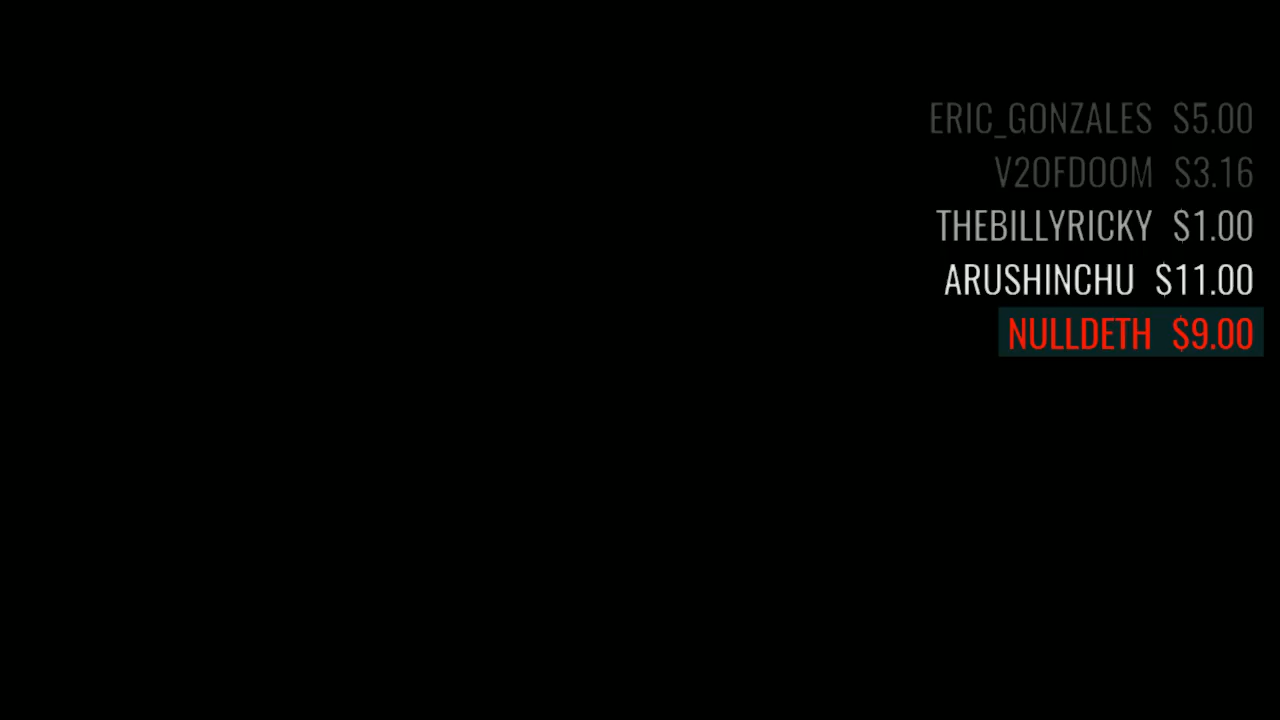 ERIC_GONZALES $5.00
V2OFDOOM $3.16
THEBILLYRICKY $1.00
ARUSHINCHU $11.00
NULLDETH $9.00